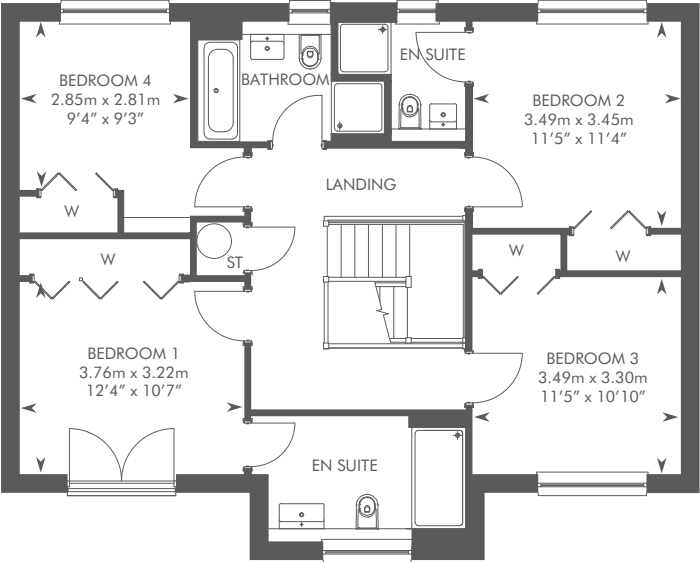 BEDROOM 4
2.85m x 2.81m
9'4” x 9'3”
BATHROOM
EN SUITE
BEDROOM 2
3.49m x 3.45m
11'5” x 11'4”
LANDING
W
W
ST
W
W
BEDROOM 1
3.76m x 3.22m
12'4” x 10'7”
BEDROOM 3
3.49m x 3.30m
11'5” x 10'10”
EN SUITE